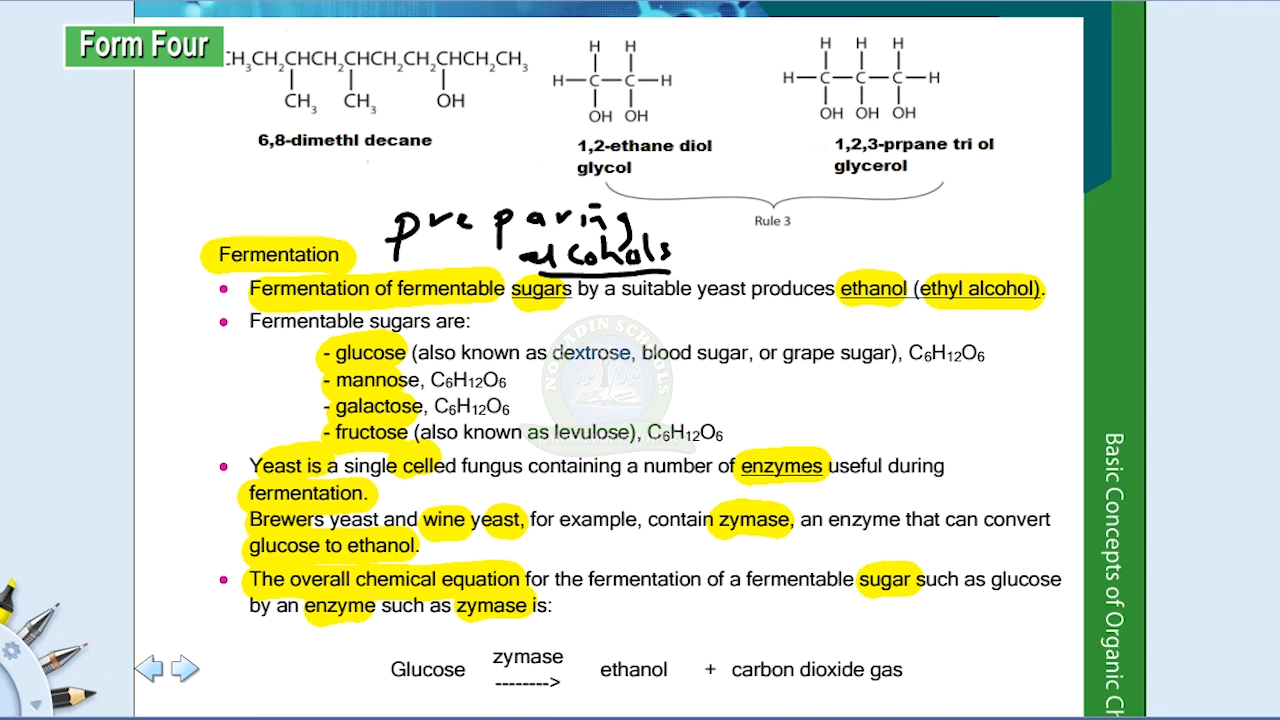 Form Four
CH₃CH₂CHCH₂CHCH₂CH₂CHCH₂CH₃
CH₃ CH₃ OH
6,8-dimethl decane
H H
H—C—C—H
OH OH
1,2-ethane diol
glycol
H H H
H—C—C—C—H
OH OH OH
1,2,3-prpane tri ol
glycerol
Rule 3
preparing
alcohols
Fermentation
• Fermentation of fermentable sugars by a suitable yeast produces ethanol (ethyl alcohol).
• Fermentable sugars are:
- glucose (also known as dextrose, blood sugar, or grape sugar), C₆H₁₂O₆
- mannose, C₆H₁₂O₆
- galactose, C₆H₁₂O₆
- fructose (also known as levulose), C₆H₁₂O₆
• Yeast is a single celled fungus containing a number of enzymes useful during
fermentation.
Brewers yeast and wine yeast, for example, contain zymase, an enzyme that can convert
glucose to ethanol.
• The overall chemical equation for the fermentation of a fermentable sugar such as glucose
by an enzyme such as zymase is:
zymase
Glucose --------> ethanol + carbon dioxide gas
Basic Concepts of Organic